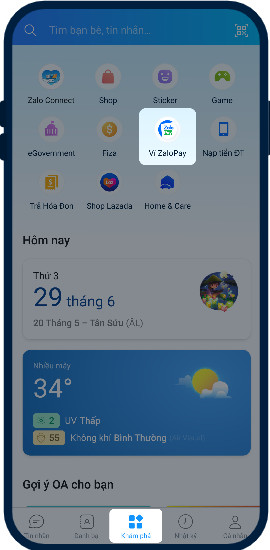 Tìm bạn bè, tin nhắn...
Zalo Connect
Shop
Sticker
Game
eGovernment
Fiza
Ví ZaloPay
Nạp tiền ĐT
Trả Hóa Đơn
Shop Lazada
Home & Care
Hôm nay
Thứ 3
29 tháng 6
20 Tháng 5 – Tân Sửu (ÂL)
Nhiều mây
34°
2 UV Thấp
55 Không khí Bình Thường
Gợi ý OA cho bạn
Tin nhắn
Danh bạ
Khám phá
Nhật ký
Cá nhân